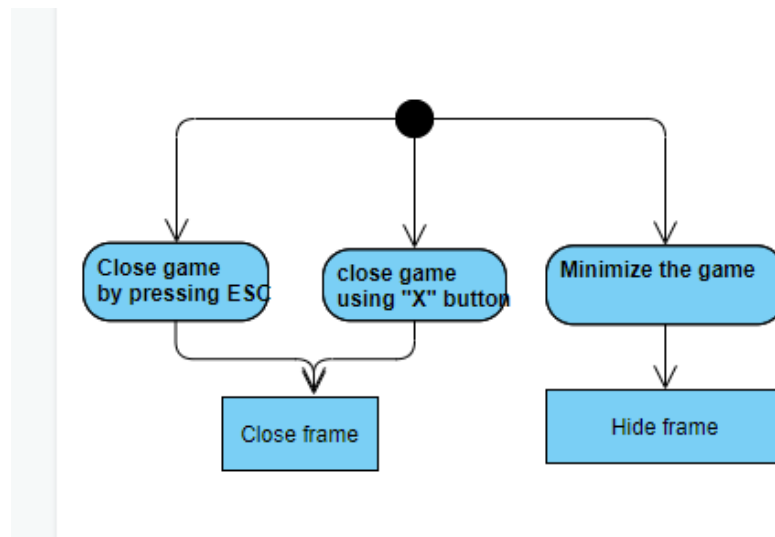 Close game
by pressing ESC
close game
using "X" button
Minimize the game
Close frame
Hide frame